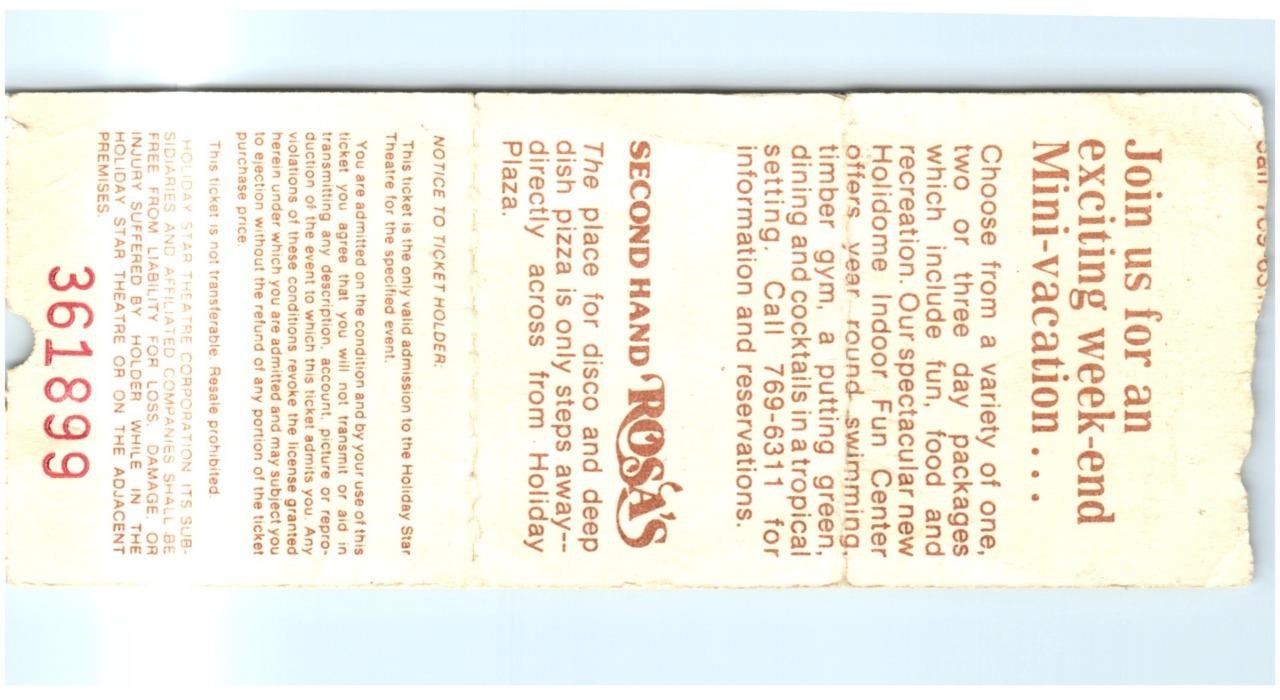 Join us for an
exciting week-end
Mini-vacation...
Choose from a variety of one,
two or three day packages
which include fun, food and
recreation. Our spectacular new
Holidome Indoor Fun Center
offers year round swimming,
timber gym, a putting green,
dining and cocktails in a tropical
setting. Call 769-6311 for
information and reservations.
SECOND HAND ROSA'S
The place for disco and deep
dish pizza is only steps away--
directly across from Holiday
Plaza.
NOTICE TO TICKET HOLDER:
This ticket is the only valid admission to the Holiday Star
Theatre for the specified event.
You are admitted on the condition and by your use of this
ticket you agree that you will not transmit or aid in
transmitting any description, account, picture or repro-
duction of the event to which this ticket admits you. Any
violations of these conditions revoke the license granted
herein under which you are admitted and may subject you
to ejection without the refund of any portion of the ticket
purchase price.
This ticket is not transferable. Resale prohibited
HOLIDAY STAR THEATRE CORPORATION ITS SUB-
SIDIARIES AND AFFILIATED COMPANIES SHALL BE
FREE FROM LIABILITY FOR LOSS, DAMAGE, OR
INJURY SUFFERED BY HOLDER WHILE IN THE
HOLIDAY STAR THEATRE OR ON THE ADJACENT
PREMISES.
361899